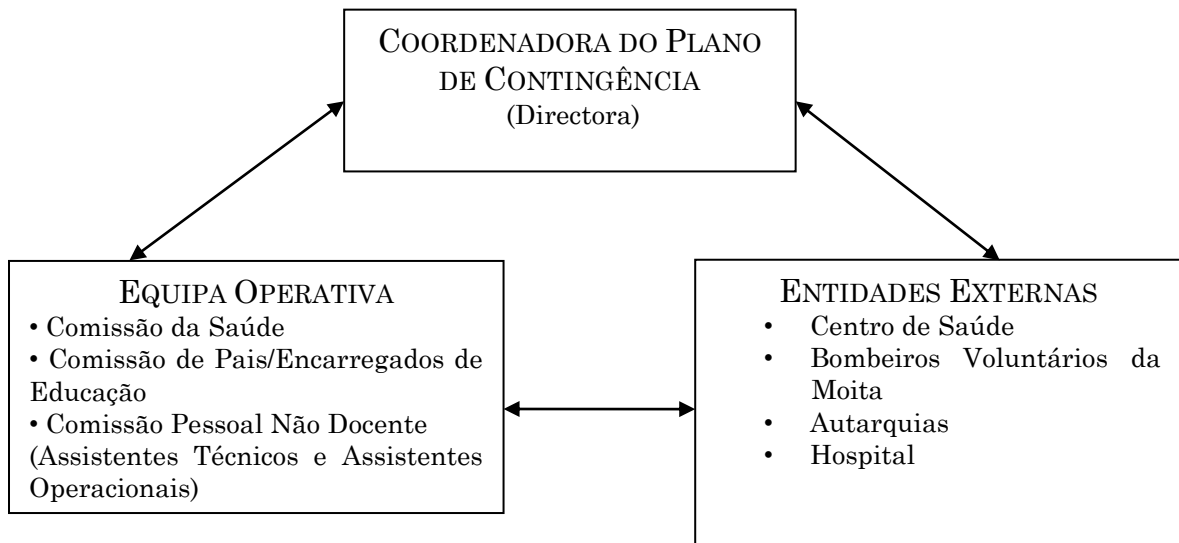 COORDENADORA DO PLANO
DE CONTINGÊNCIA
(Directora)
EQUIPA OPERATIVA
• Comissão da Saúde
• Comissão de Pais/Encarregados de
Educação
• Comissão Pessoal Não Docente
(Assistentes Técnicos e Assistentes
Operacionais)
ENTIDADES EXTERNAS
• Centro de Saúde
• Bombeiros Voluntários da
Moita
• Autarquias
• Hospital